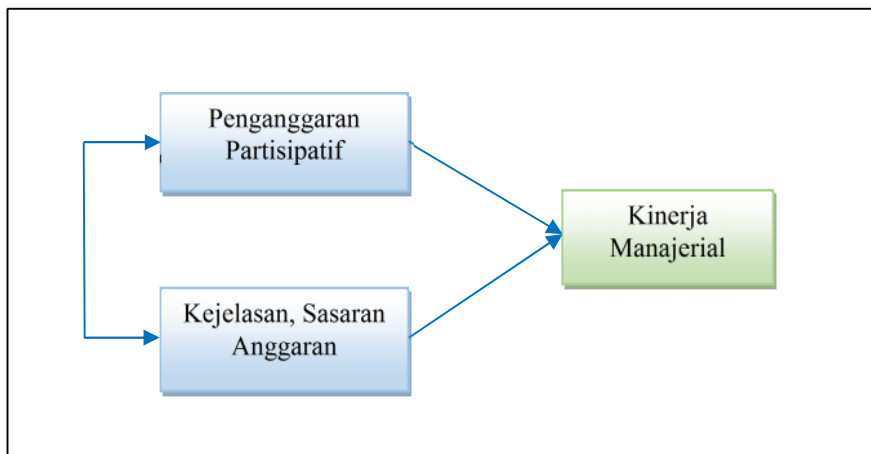 Penganggaran
Partisipatif
Kinerja
Manajerial
Kejelasan, Sasaran
Anggaran